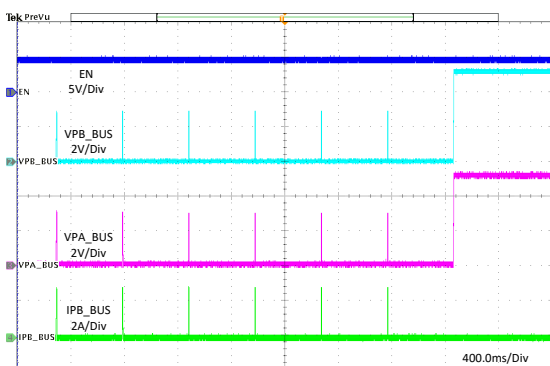 Tek PreVu
EN
5V/Div
EN
VPB_BUS
2V/Div
VPB_BUS
VPA_BUS
2V/Div
VPA_BUS
IPB_BUS
2A/Div
IPB_BUS
400.0ms/Div